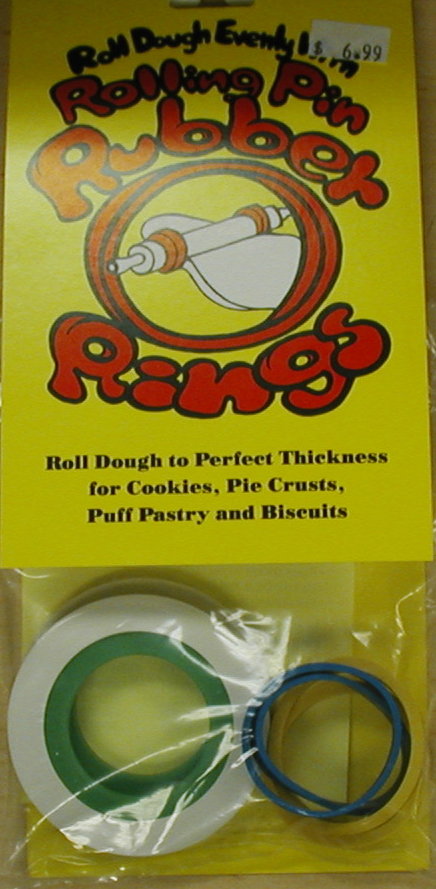 $ 6.99
Roll Dough Evenly With
Rolling Pin
Rubber
Rings
Roll Dough to Perfect Thickness
for Cookies, Pie Crusts,
Puff Pastry and Biscuits